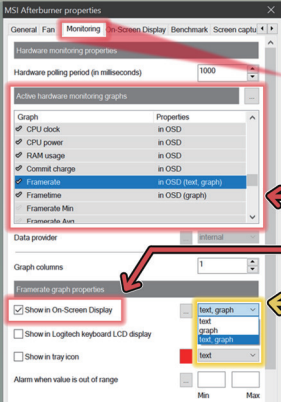 MSI Afterburner properties
General Fan Monitoring On-Screen Display Benchmark Screen captu
Hardware monitoring properties
Hardware polling period (in milliseconds) 1000
Active hardware monitoring graphs ...
Graph Properties
CPU clock in OSD
CPU power in OSD
RAM usage in OSD
Commit charge in OSD
Framerate in OSD (text, graph)
Frametime in OSD (graph)
Framerate Min
Framerate Avg
Data provider ... internal
Graph columns 1
Framerate graph properties
Show in On-Screen Display ... text, graph
text
graph
text, graph
Show in Logitech keyboard LCD display
Show in tray icon text
Alarm when value is out of range ...
Min Max